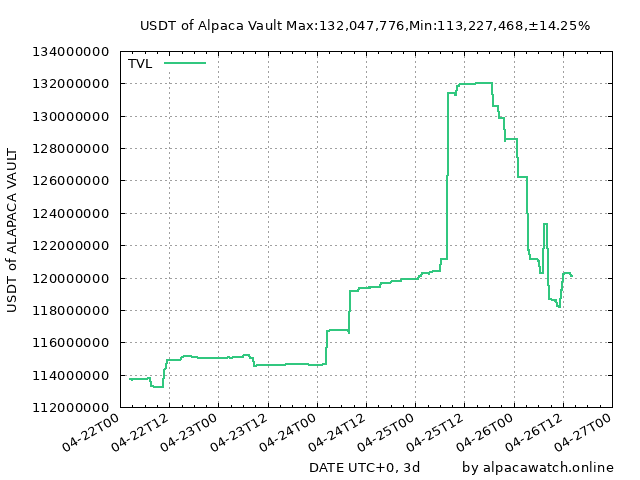 USDT of Alpaca Vault Max:132,047,776,Min:113,227,468,±14.25%
TVL
USDT of ALAPACA VAULT
134000000
132000000
130000000
128000000
126000000
124000000
122000000
120000000
118000000
116000000
114000000
112000000
04-22T00
04-22T12
04-23T00
04-23T12
04-24T00
04-24T12
04-25T00
04-25T12
04-26T00
04-26T12
04-27T00
DATE UTC+0, 3d
by alpacawatch.online